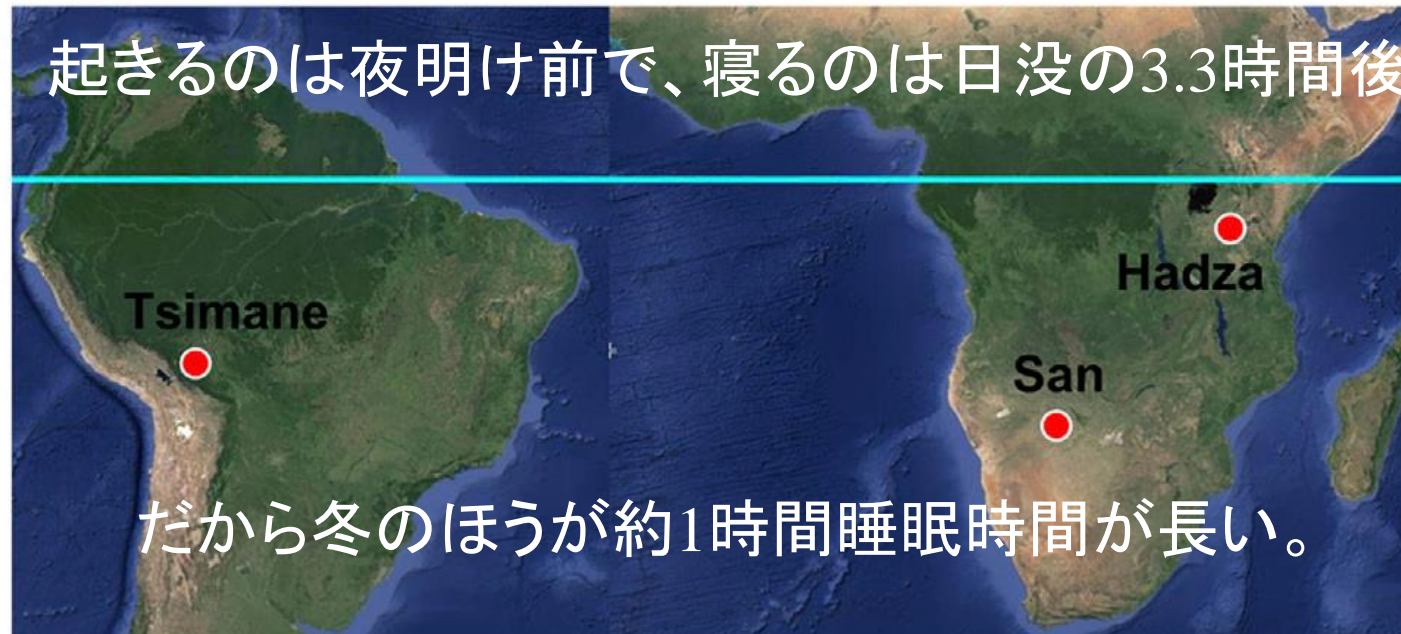 起きるのは夜明け前で、寝るのは日没の3.3時間後
Tsimane
Hadza
San
だから冬のほうが約1時間睡眠時間が長い。